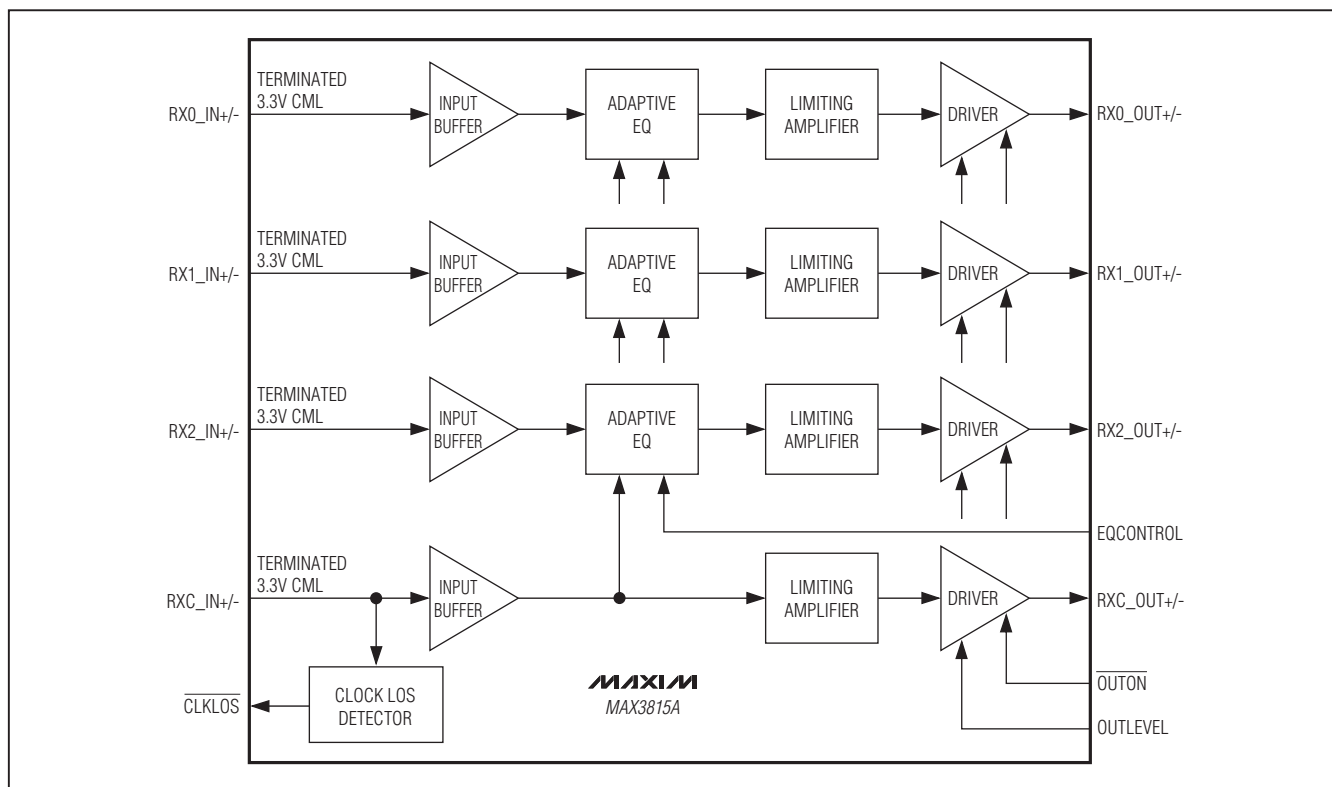 TERMINATED
3.3V CML
RX0_IN+/-
INPUT
BUFFER
ADAPTIVE
EQ
LIMITING
AMPLIFIER
DRIVER
RX0_OUT+/-
TERMINATED
3.3V CML
RX1_IN+/-
INPUT
BUFFER
ADAPTIVE
EQ
LIMITING
AMPLIFIER
DRIVER
RX1_OUT+/-
TERMINATED
3.3V CML
RX2_IN+/-
INPUT
BUFFER
ADAPTIVE
EQ
LIMITING
AMPLIFIER
DRIVER
RX2_OUT+/-
EQCONTROL
TERMINATED
3.3V CML
RXC_IN+/-
INPUT
BUFFER
LIMITING
AMPLIFIER
DRIVER
RXC_OUT+/-
CLKLOS
CLOCK LOS
DETECTOR
MAXIM
MAX3815A
OUTON
OUTLEVEL